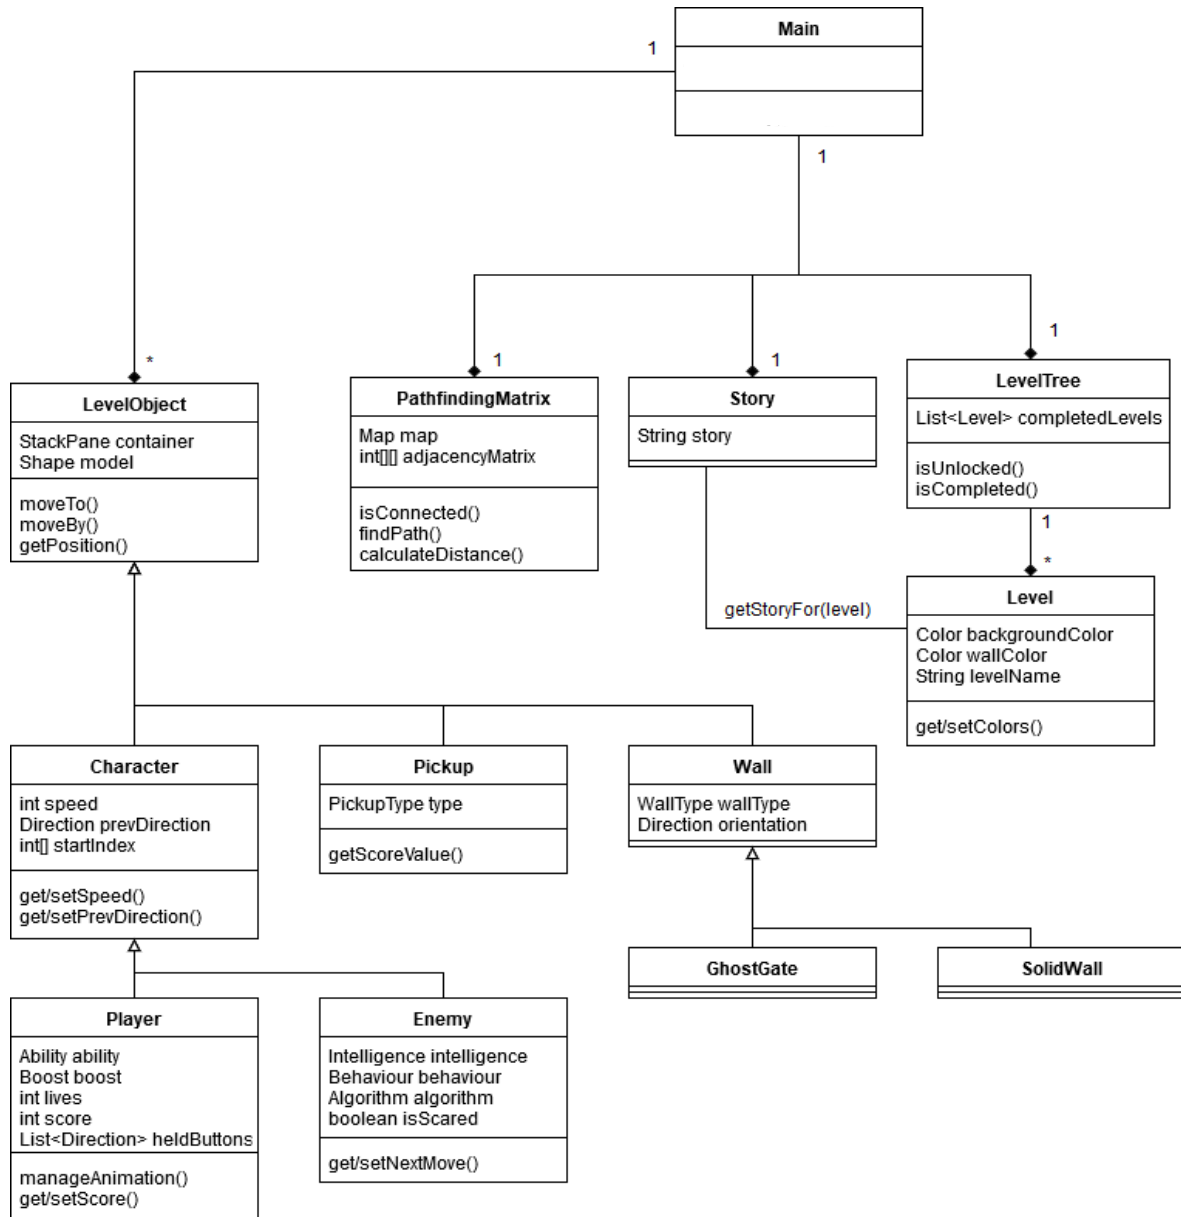 Main
1
1
*
LevelObject
StackPane container
Shape model
moveTo()
moveBy()
getPosition()
1
PathfindingMatrix
Map map
int[][] adjacencyMatrix
isConnected()
findPath()
calculateDistance()
1
Story
String story
1
LevelTree
List<Level> completedLevels
isUnlocked()
isCompleted()
1
*
getStoryFor(level)
Level
Color backgroundColor
Color wallColor
String levelName
get/setColors()
Character
int speed
Direction prevDirection
int[] startIndex
get/setSpeed()
get/setPrevDirection()
Pickup
PickupType type
getScoreValue()
Wall
WallType wallType
Direction orientation
GhostGate
SolidWall
Player
Ability ability
Boost boost
int lives
int score
List<Direction> heldButtons
manageAnimation()
get/setScore()
Enemy
Intelligence intelligence
Behaviour behaviour
Algorithm algorithm
boolean isScared
get/setNextMove()